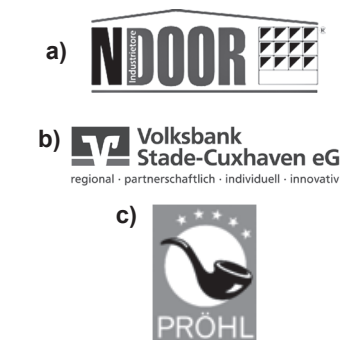 a) NDOOR Industrietore ®
b) Volksbank
Stade-Cuxhaven eG
regional · partnerschaftlich · individuell · innovativ
c)
PRÖHL